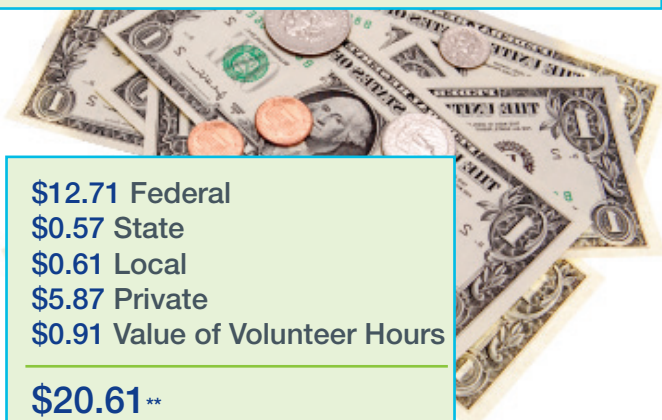 $12.71 Federal
$0.57 State
$0.61 Local
$5.87 Private
$0.91 Value of Volunteer Hours
$20.61**